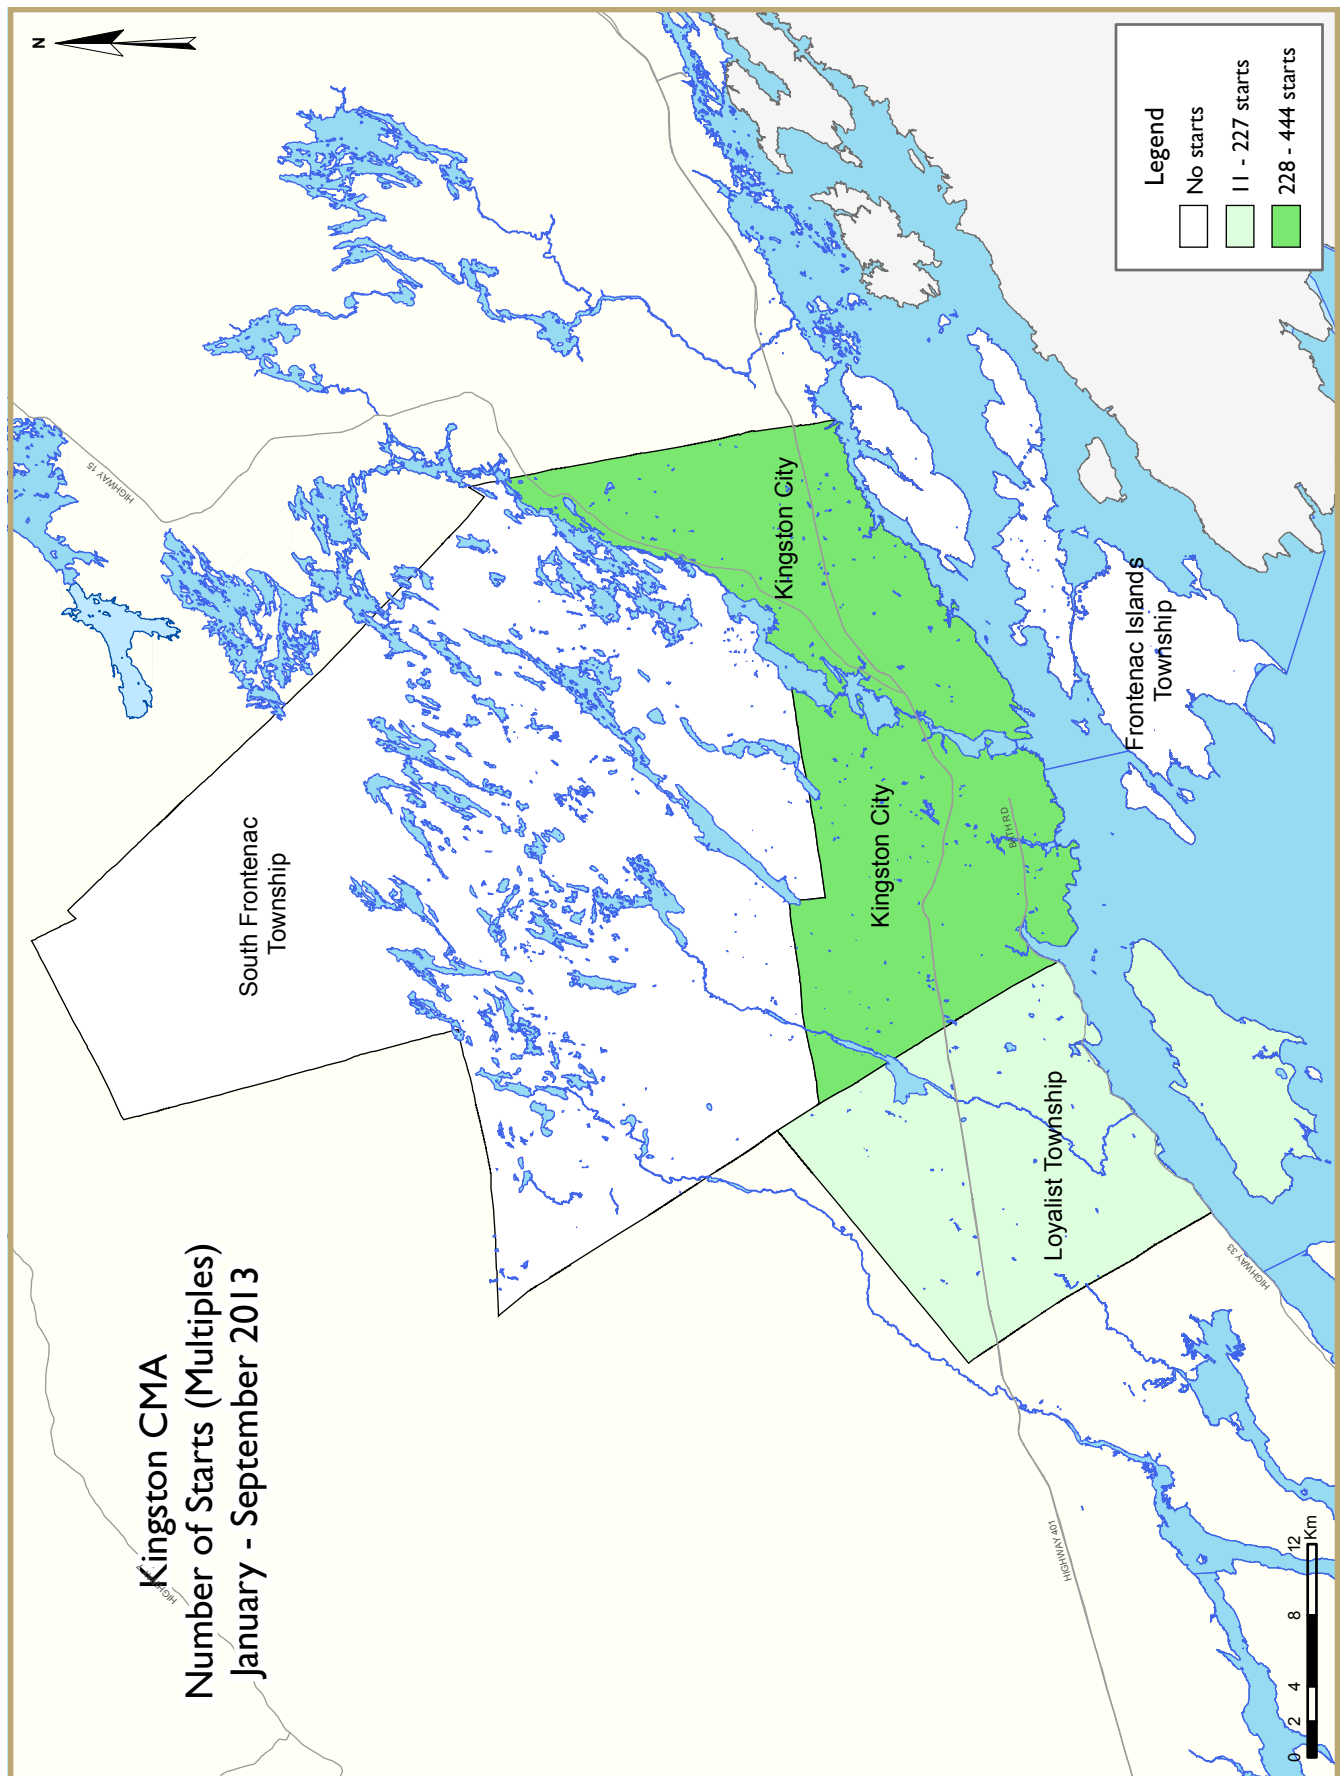 Kingston CMA
Number of Starts (Multiples)
January - September 2013
N
HIGHWAY 7
HIGHWAY 15
South Frontenac
Township
Kingston City
Kingston City
BATH RD
Frontenac Islands
Township
Loyalist Township
HIGHWAY 33
HIGHWAY 401
Legend
No starts
11 - 227 starts
228 - 444 starts
0 2 4 8 12
Km